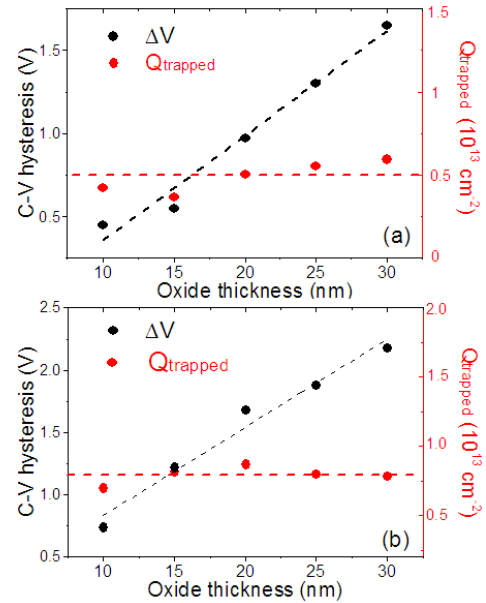 ΔV
Qtrapped
C-V hysteresis (V)
1.5
1.0
0.5
Qtrapped (10^13 cm^-2)
1.5
1
0.5
0
(a)
10 15 20 25 30
Oxide thickness (nm)
ΔV
Qtrapped
C-V hysteresis (V)
2.5
2.0
1.5
1.0
0.5
Qtrapped (10^13 cm^-2)
2.0
1.5
1.0
0.5
(b)
10 15 20 25 30
Oxide thickness (nm)